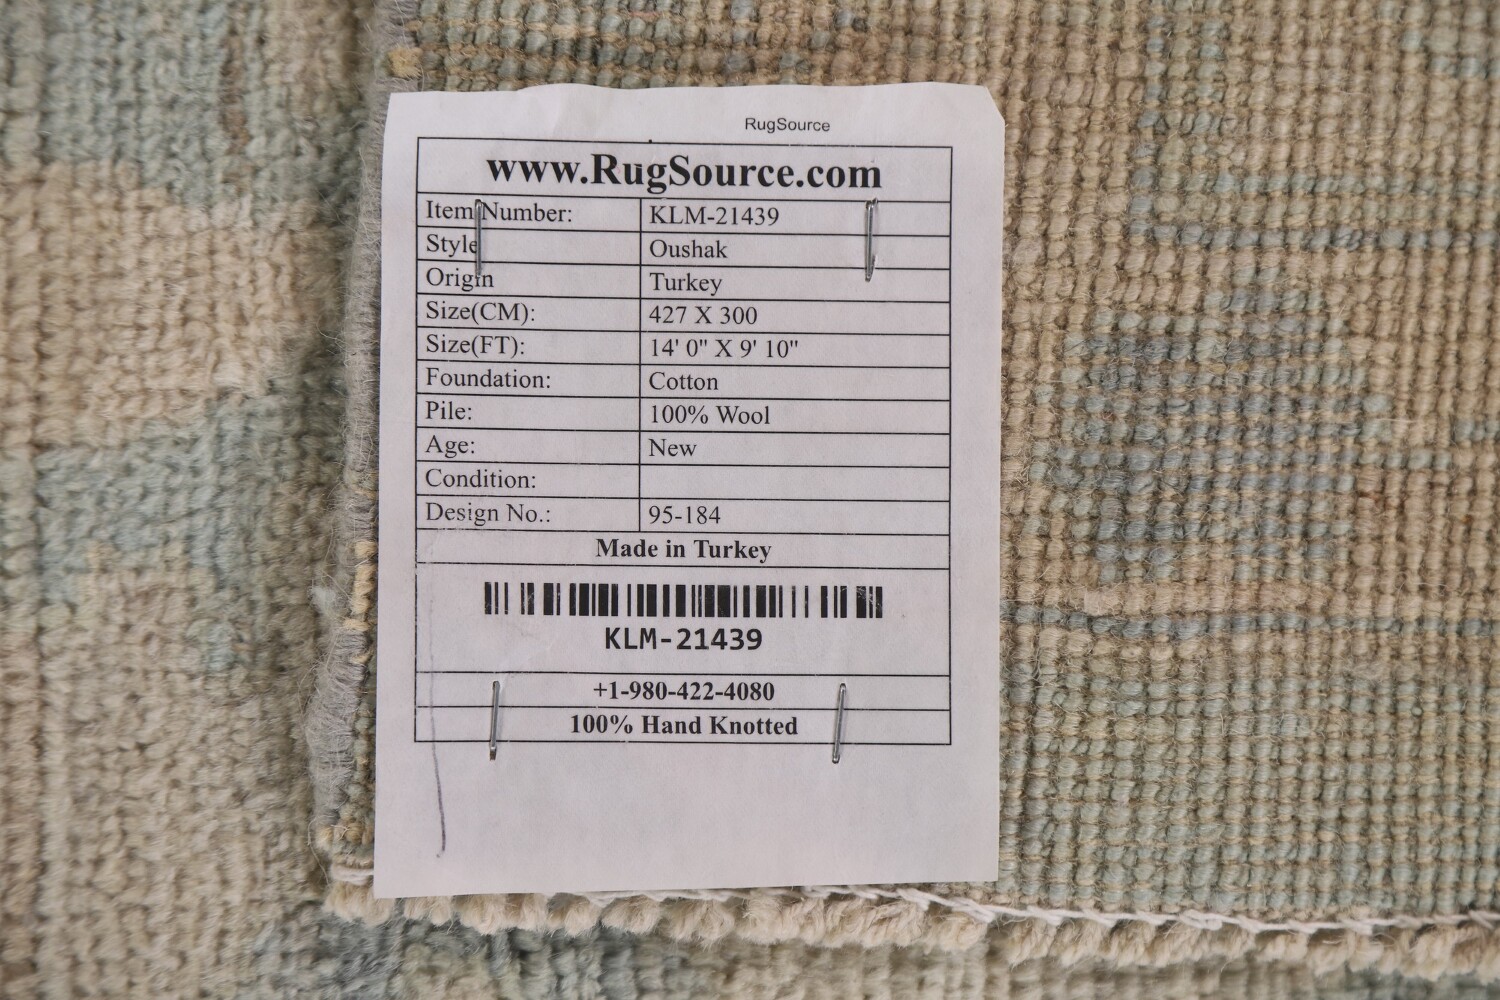 RugSource
www.RugSource.com
Item Number: KLM-21439
Style Oushak
Origin Turkey
Size(CM): 427 X 300
Size(FT): 14' 0" X 9' 10"
Foundation: Cotton
Pile: 100% Wool
Age: New
Condition:
Design No.: 95-184
Made in Turkey
KLM-21439
+1-980-422-4080
100% Hand Knotted